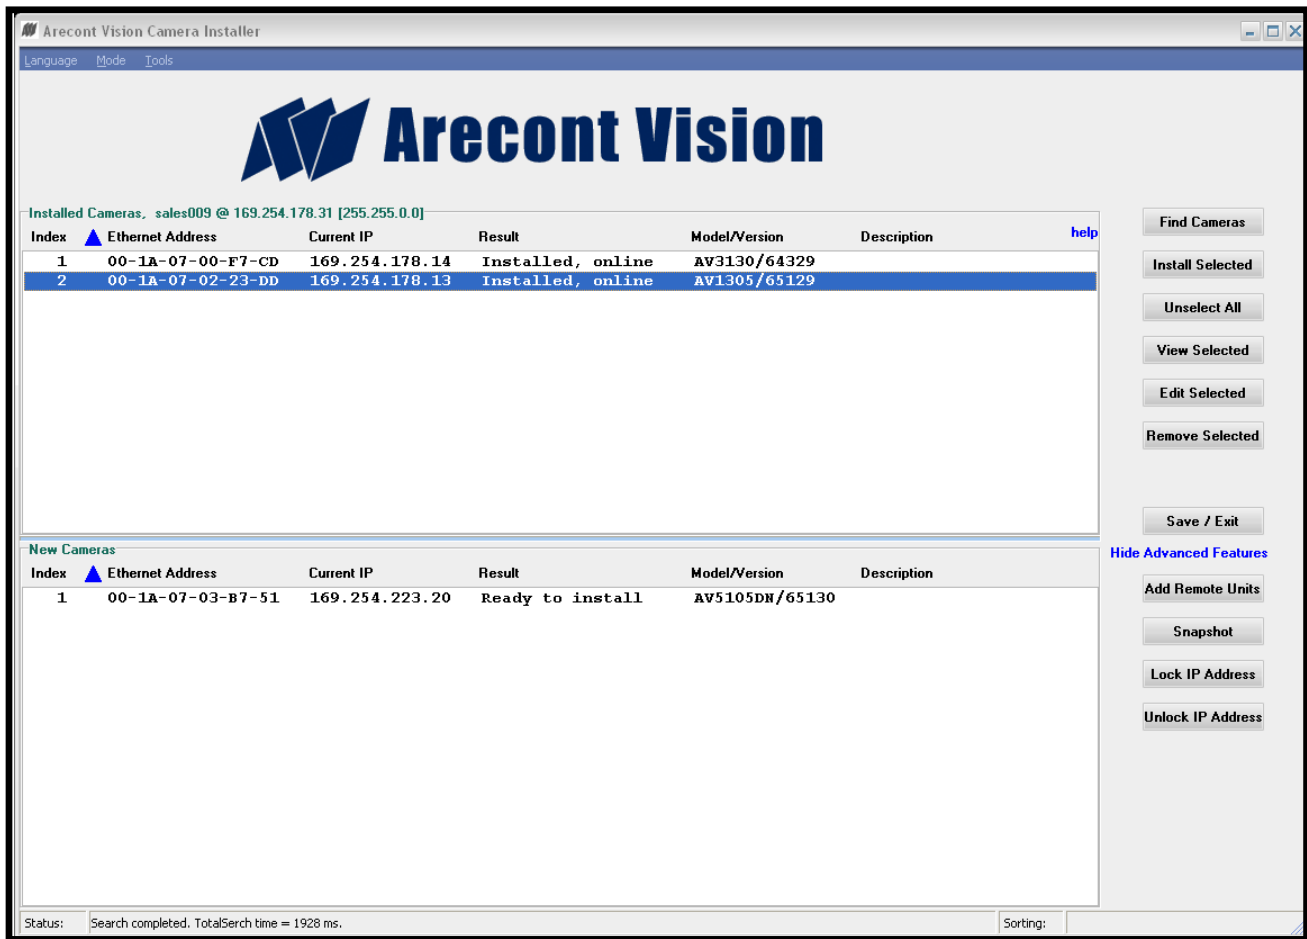 Arecont Vision Camera Installer
Language Mode Tools
Arecont Vision
Installed Cameras, sales009 @ 169.254.178.31 [255.255.0.0]
Index Ethernet Address Current IP Result Model/Version Description help
1 00-1A-07-00-F7-CD 169.254.178.14 Installed, online AV3130/64329
2 00-1A-07-02-23-DD 169.254.178.13 Installed, online AV1305/65129
Find Cameras
Install Selected
Unselect All
View Selected
Edit Selected
Remove Selected
Save / Exit
New Cameras
Index Ethernet Address Current IP Result Model/Version Description
1 00-1A-07-03-B7-51 169.254.223.20 Ready to install AV5105DN/65130
Hide Advanced Features
Add Remote Units
Snapshot
Lock IP Address
Unlock IP Address
Status: Search completed. TotalSerch time = 1928 ms. Sorting: